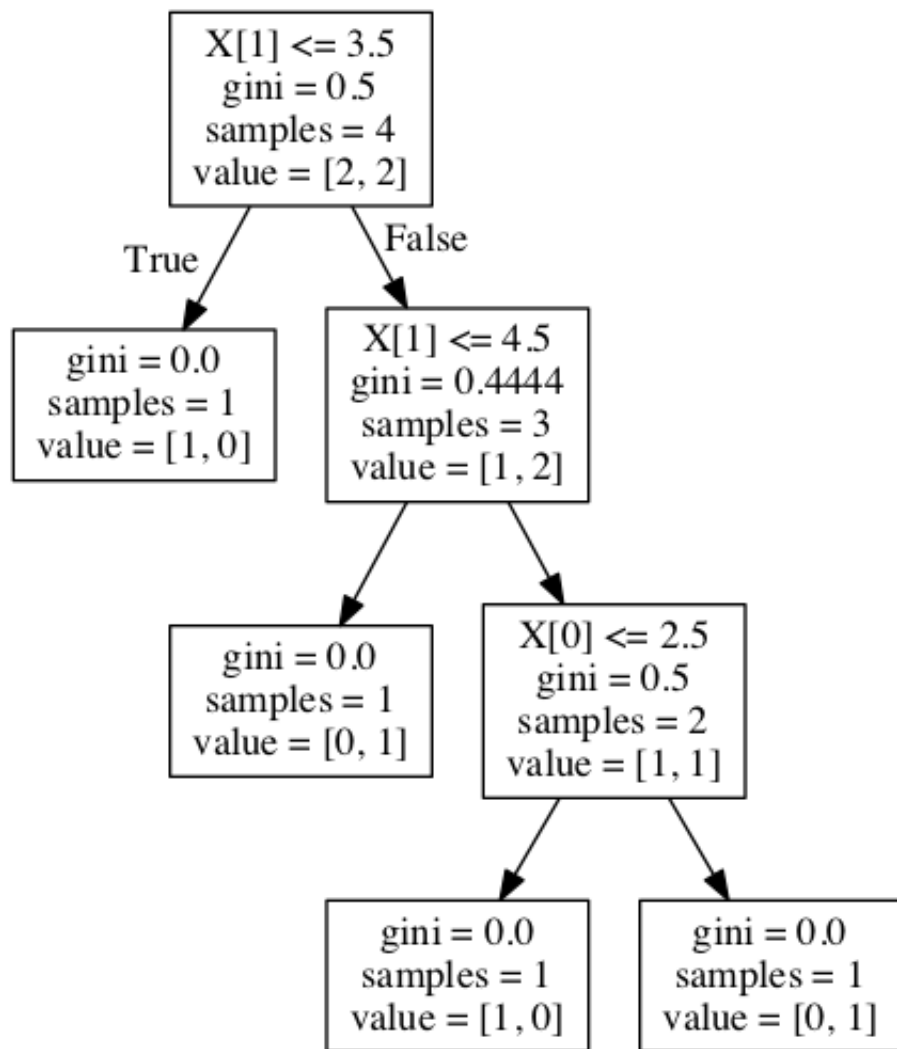 X[1] <= 3.5
gini = 0.5
samples = 4
value = [2, 2]
True
False
gini = 0.0
samples = 1
value = [1, 0]
X[1] <= 4.5
gini = 0.4444
samples = 3
value = [1, 2]
gini = 0.0
samples = 1
value = [0, 1]
X[0] <= 2.5
gini = 0.5
samples = 2
value = [1, 1]
gini = 0.0
samples = 1
value = [1, 0]
gini = 0.0
samples = 1
value = [0, 1]